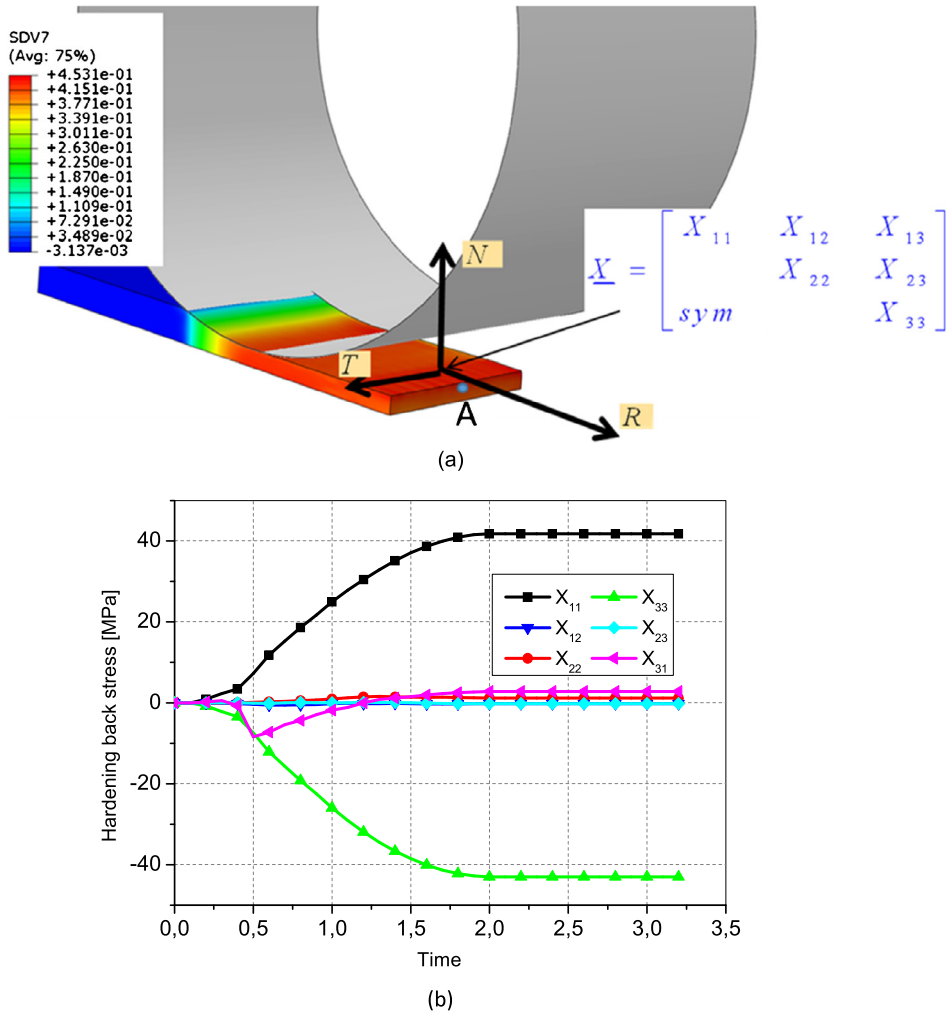 SDV7
(Avg: 75%)
+4.531e-01
+4.151e-01
+3.771e-01
+3.391e-01
+3.011e-01
+2.630e-01
+2.250e-01
+1.870e-01
+1.490e-01
+1.109e-01
+7.291e-02
+3.489e-02
-3.137e-03
N
X = X11 X12 X13
X22 X23
sym X33
T
A
R
(a)
Hardening back stress [MPa]
40
20
0
-20
-40
X11 X33
X12 X23
X22 X31
0,0 0,5 1,0 1,5 2,0 2,5 3,0 3,5
Time
(b)